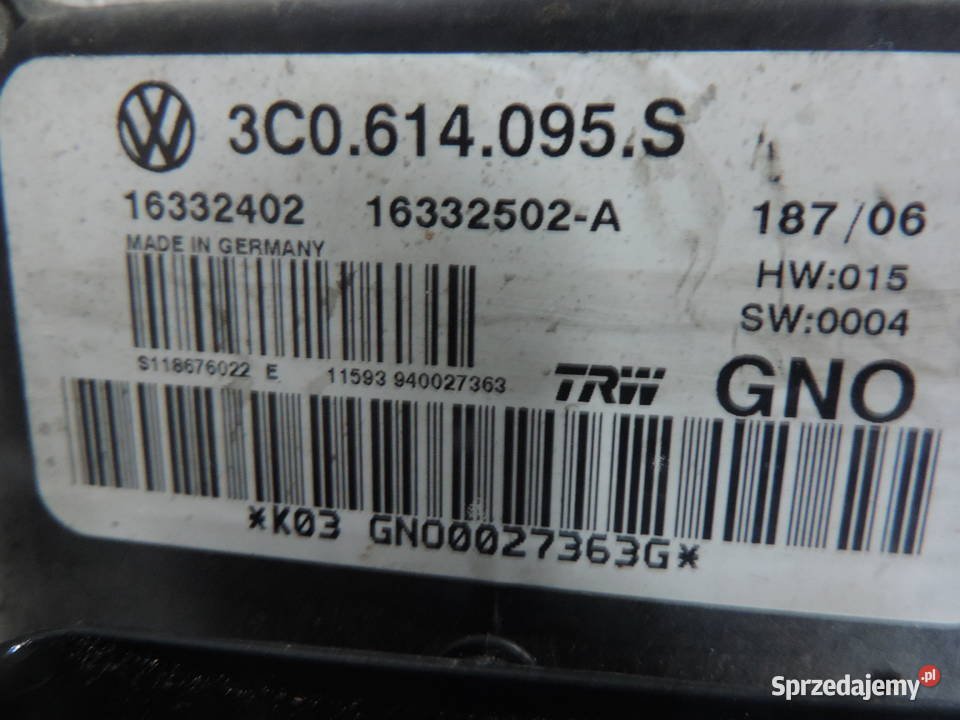 3C0.614.095.S
16332402 16332502-A 187/06
MADE IN GERMANY
HW:015
SW:0004
S118676022 E 11593 940027363
TRW GNO
*K03 GNO0027363G*
Sprzedajemy.pl